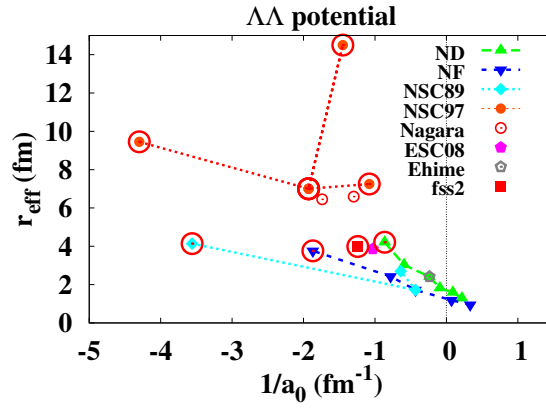 ΛΛ potential
14
12
10
8
6
4
2
0
r_eff (fm)
ND
NF
NSC89
NSC97
Nagara
ESC08
Ehime
fss2
-5 -4 -3 -2 -1 0 1
1/a_0 (fm^-1)